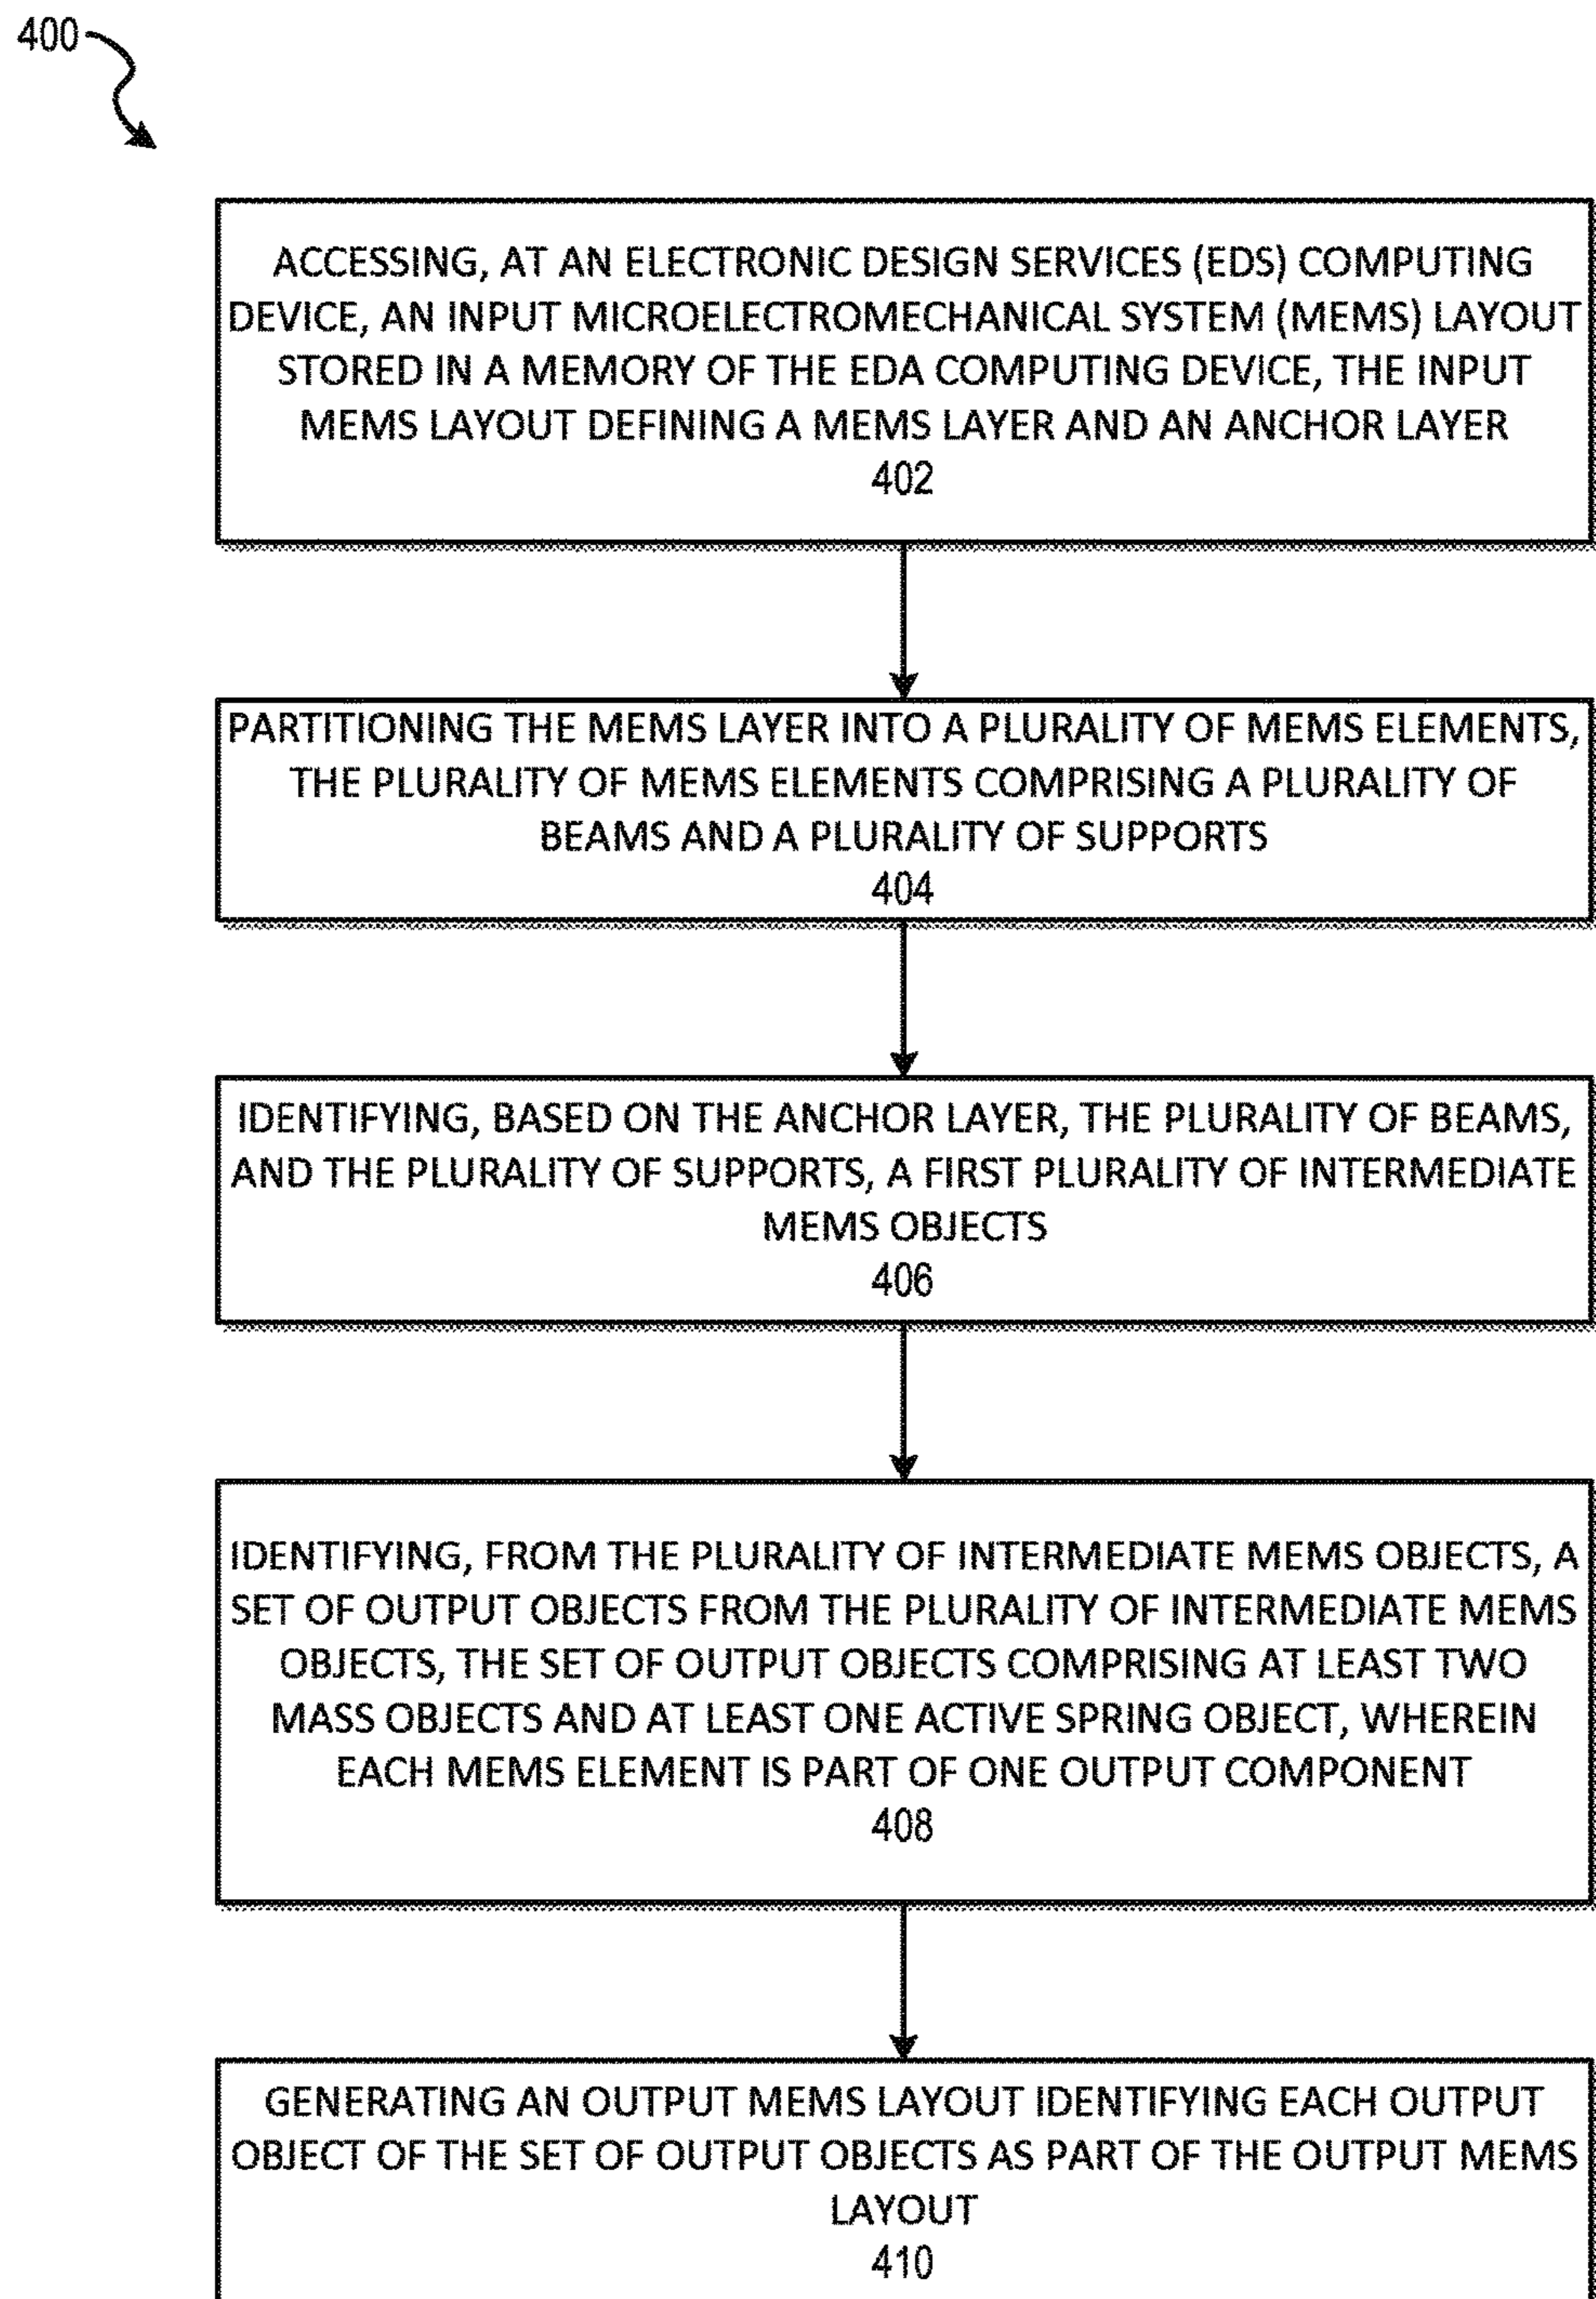 400
ACCESSING, AT AN ELECTRONIC DESIGN SERVICES (EDS) COMPUTING
DEVICE, AN INPUT MICROELECTROMECHANICAL SYSTEM (MEMS) LAYOUT
STORED IN A MEMORY OF THE EDA COMPUTING DEVICE, THE INPUT
MEMS LAYOUT DEFINING A MEMS LAYER AND AN ANCHOR LAYER
402
PARTITIONING THE MEMS LAYER INTO A PLURALITY OF MEMS ELEMENTS,
THE PLURALITY OF MEMS ELEMENTS COMPRISING A PLURALITY OF
BEAMS AND A PLURALITY OF SUPPORTS
404
IDENTIFYING, BASED ON THE ANCHOR LAYER, THE PLURALITY OF BEAMS,
AND THE PLURALITY OF SUPPORTS, A FIRST PLURALITY OF INTERMEDIATE
MEMS OBJECTS
406
IDENTIFYING, FROM THE PLURALITY OF INTERMEDIATE MEMS OBJECTS, A
SET OF OUTPUT OBJECTS FROM THE PLURALITY OF INTERMEDIATE MEMS
OBJECTS, THE SET OF OUTPUT OBJECTS COMPRISING AT LEAST TWO
MASS OBJECTS AND AT LEAST ONE ACTIVE SPRING OBJECT, WHEREIN
EACH MEMS ELEMENT IS PART OF ONE OUTPUT COMPONENT
408
GENERATING AN OUTPUT MEMS LAYOUT IDENTIFYING EACH OUTPUT
OBJECT OF THE SET OF OUTPUT OBJECTS AS PART OF THE OUTPUT MEMS
LAYOUT
410